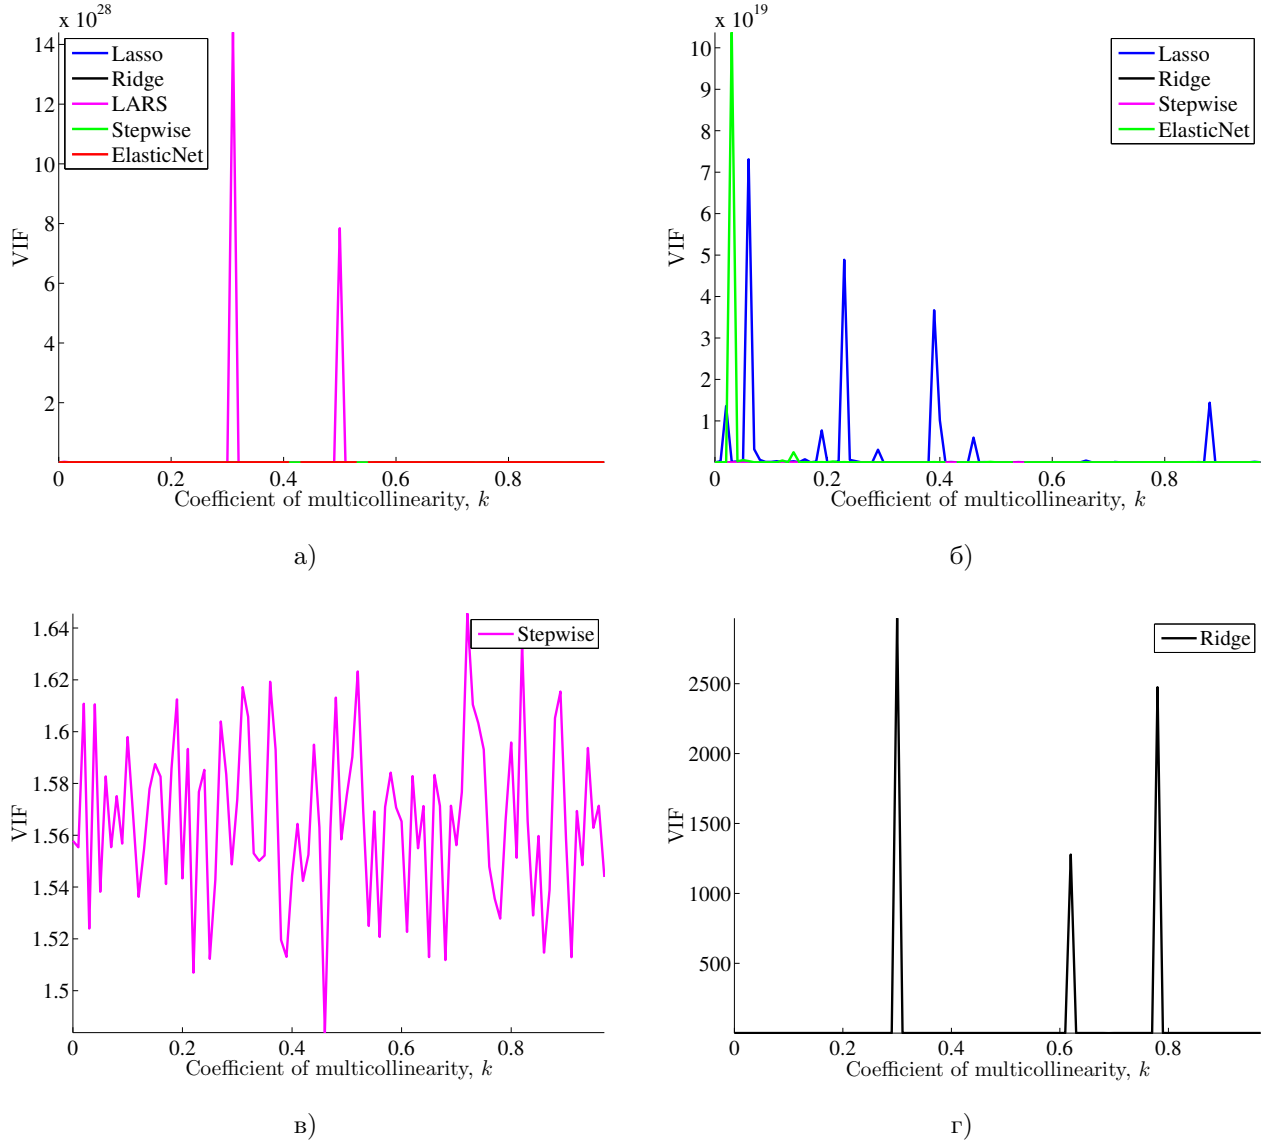 x 10^28
14
12
10
8
6
4
2
VIF
Lasso
Ridge
LARS
Stepwise
ElasticNet
0 0.2 0.4 0.6 0.8
Coefficient of multicollinearity, k
а)
x 10^19
10
9
8
7
6
5
4
3
2
1
VIF
Lasso
Ridge
Stepwise
ElasticNet
0 0.2 0.4 0.6 0.8
Coefficient of multicollinearity, k
б)
1.64
1.62
1.6
1.58
1.56
1.54
1.52
1.5
VIF
Stepwise
0 0.2 0.4 0.6 0.8
Coefficient of multicollinearity, k
в)
2500
2000
1500
1000
500
VIF
Ridge
0 0.2 0.4 0.6 0.8
Coefficient of multicollinearity, k
г)